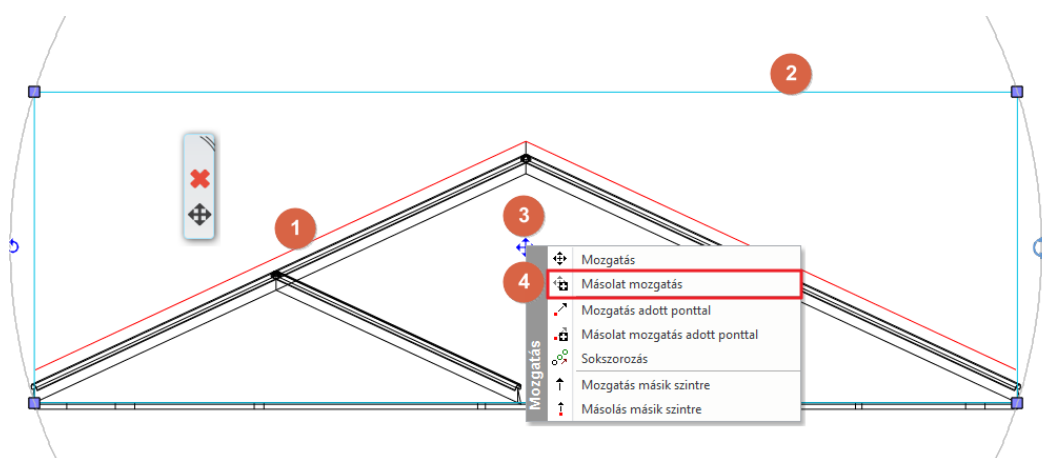 2
1
3
4
Mozgatás
Mozgatás
Másolat mozgatás
Mozgatás adott ponttal
Másolat mozgatás adott ponttal
Sokszorozás
Mozgatás másik szintre
Másolás másik szintre